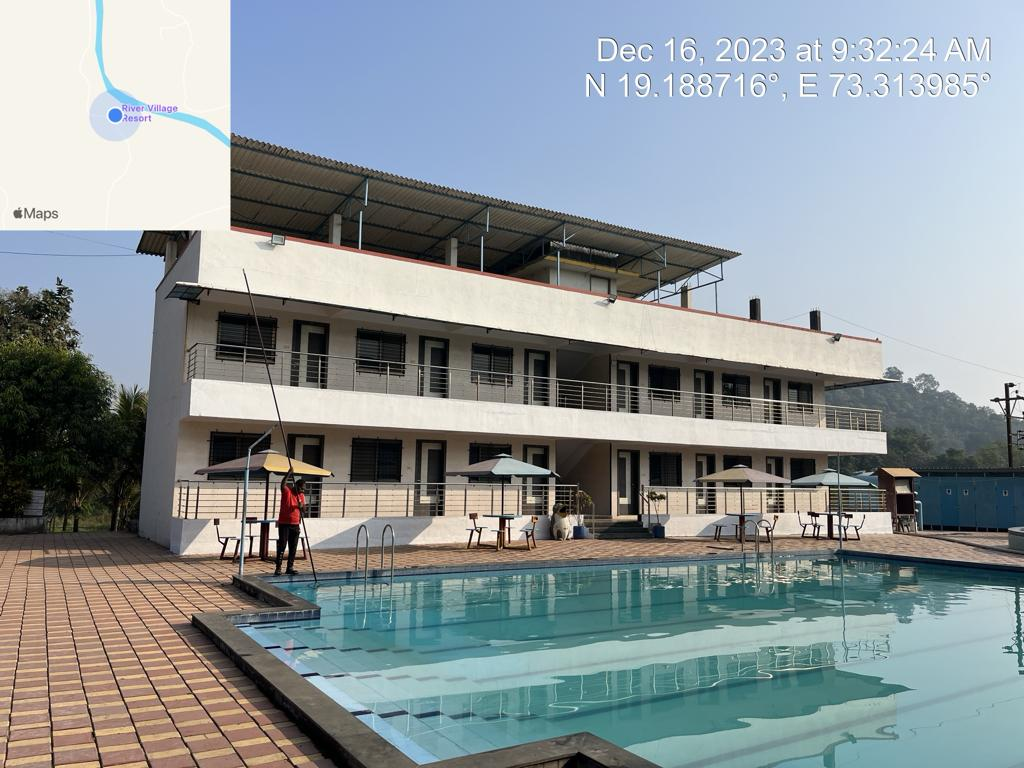 Dec 16, 2023 at 9:32:24 AM
N 19.188716°, E 73.313985°
River Village
Resort
Maps